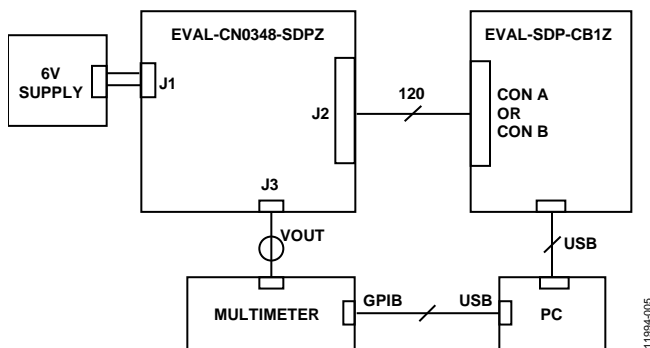 EVAL-CN0348-SDPZ
EVAL-SDP-CB1Z
6V
SUPPLY
J1
J2
120
CON A
OR
CON B
J3
VOUT
USB
MULTIMETER
GPIB
USB
PC
11994-005